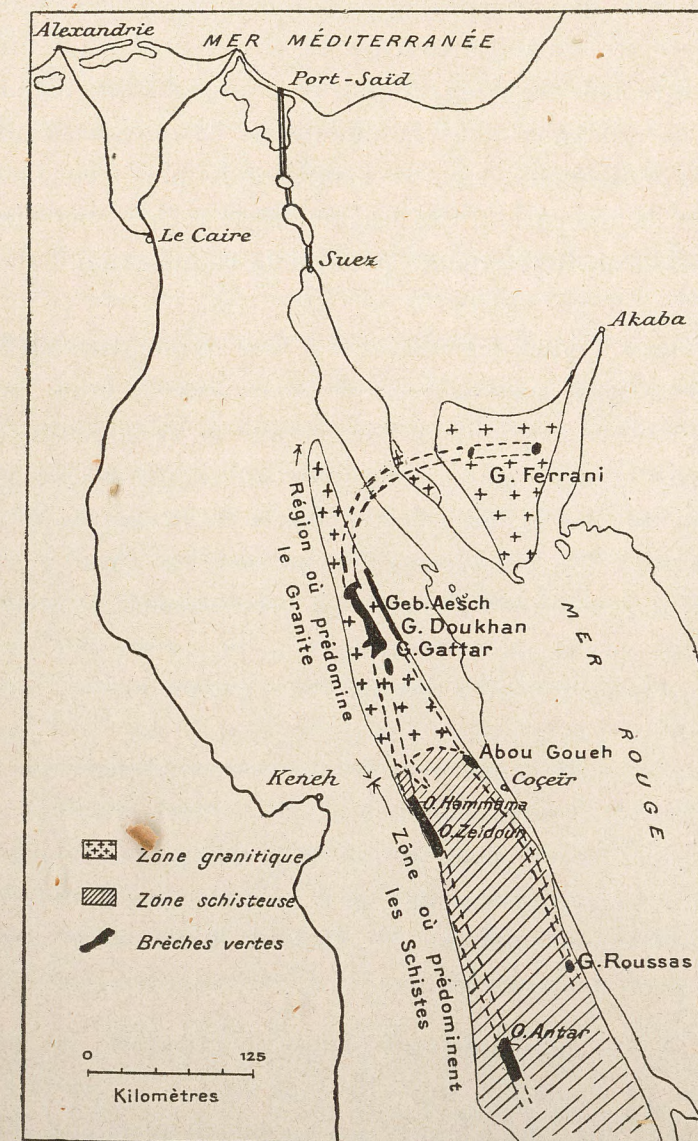 Alexandrie
MER MÉDITERRANÉE
Port-Saïd
Le Caire
Suez
Akaba
G. Ferrani
Région où prédomine
le Granite
Geb. Aesch
G. Doukhan
G. Gattar
MER ROUGE
Abou Goueh
Coçeïr
Keneh
O. Hammama
O. Zeidoun
Zône où prédominent
les Schistes
Zône granitique
Zône schisteuse
Brèches vertes
G. Roussas
O. Antar
0 125
Kilomètres